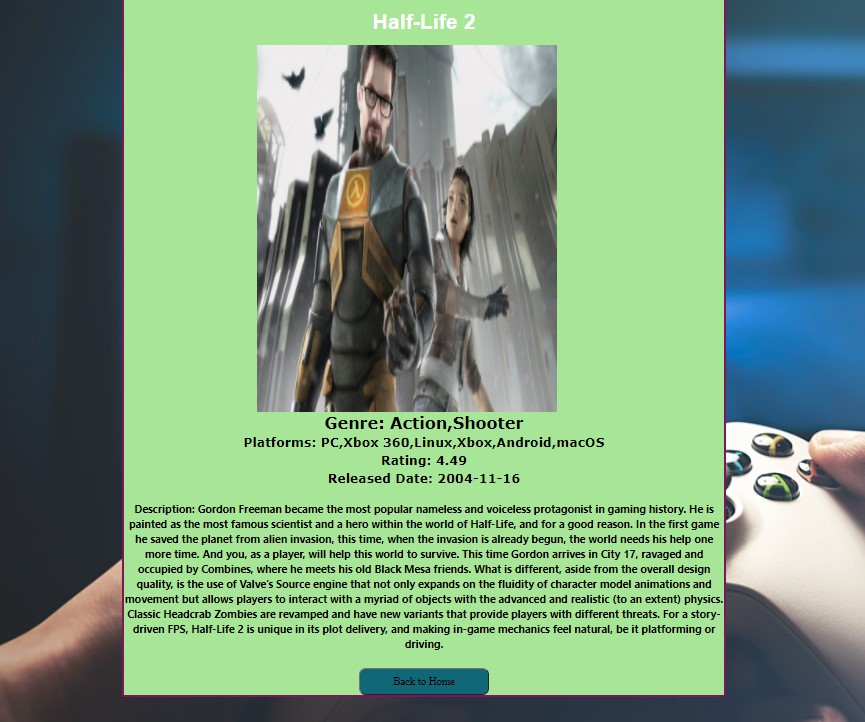 Half-Life 2
Genre: Action,Shooter
Platforms: PC,Xbox 360,Linux,Xbox,Android,macOS
Rating: 4.49
Released Date: 2004-11-16
Description: Gordon Freeman became the most popular nameless and voiceless protagonist in gaming history. He is
painted as the most famous scientist and a hero within the world of Half-Life, and for a good reason. In the first game
he saved the planet from alien invasion, this time, when the invasion is already begun, the world needs his help one
more time. And you, as a player, will help this world to survive. This time Gordon arrives in City 17, ravaged and
occupied by Combines, where he meets his old Black Mesa friends. What is different, aside from the overall design
quality, is the use of Valve's Source engine that not only expands on the fluidity of character model animations and
movement but allows players to interact with a myriad of objects with the advanced and realistic (to an extent) physics.
Classic Headcrab Zombies are revamped and have new variants that provide players with different threats. For a story-
driven FPS, Half-Life 2 is unique in its plot delivery, and making in-game mechanics feel natural, be it platforming or
driving.
Back to Home